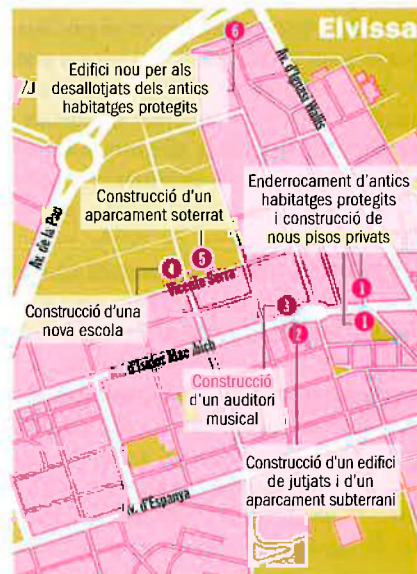 Eivissa
6
Edifici nou per als
desallotjats dels antics
habitatges protegits
Av. d'Ignasi Wallis
Av. de la Pau
Construcció d'un
aparcament soterrat
Enderrocament d'antics
habitatges protegits
i construcció de
nous pisos privats
4
5
Vicente Serra
Construcció d'una
nova escola
3
1
1
2
d'Isidor
Construcció
d'un auditori
musical
Construcció d'un edifici
de jutjats i d'un
aparcament subterrani
Av. d'Espanya